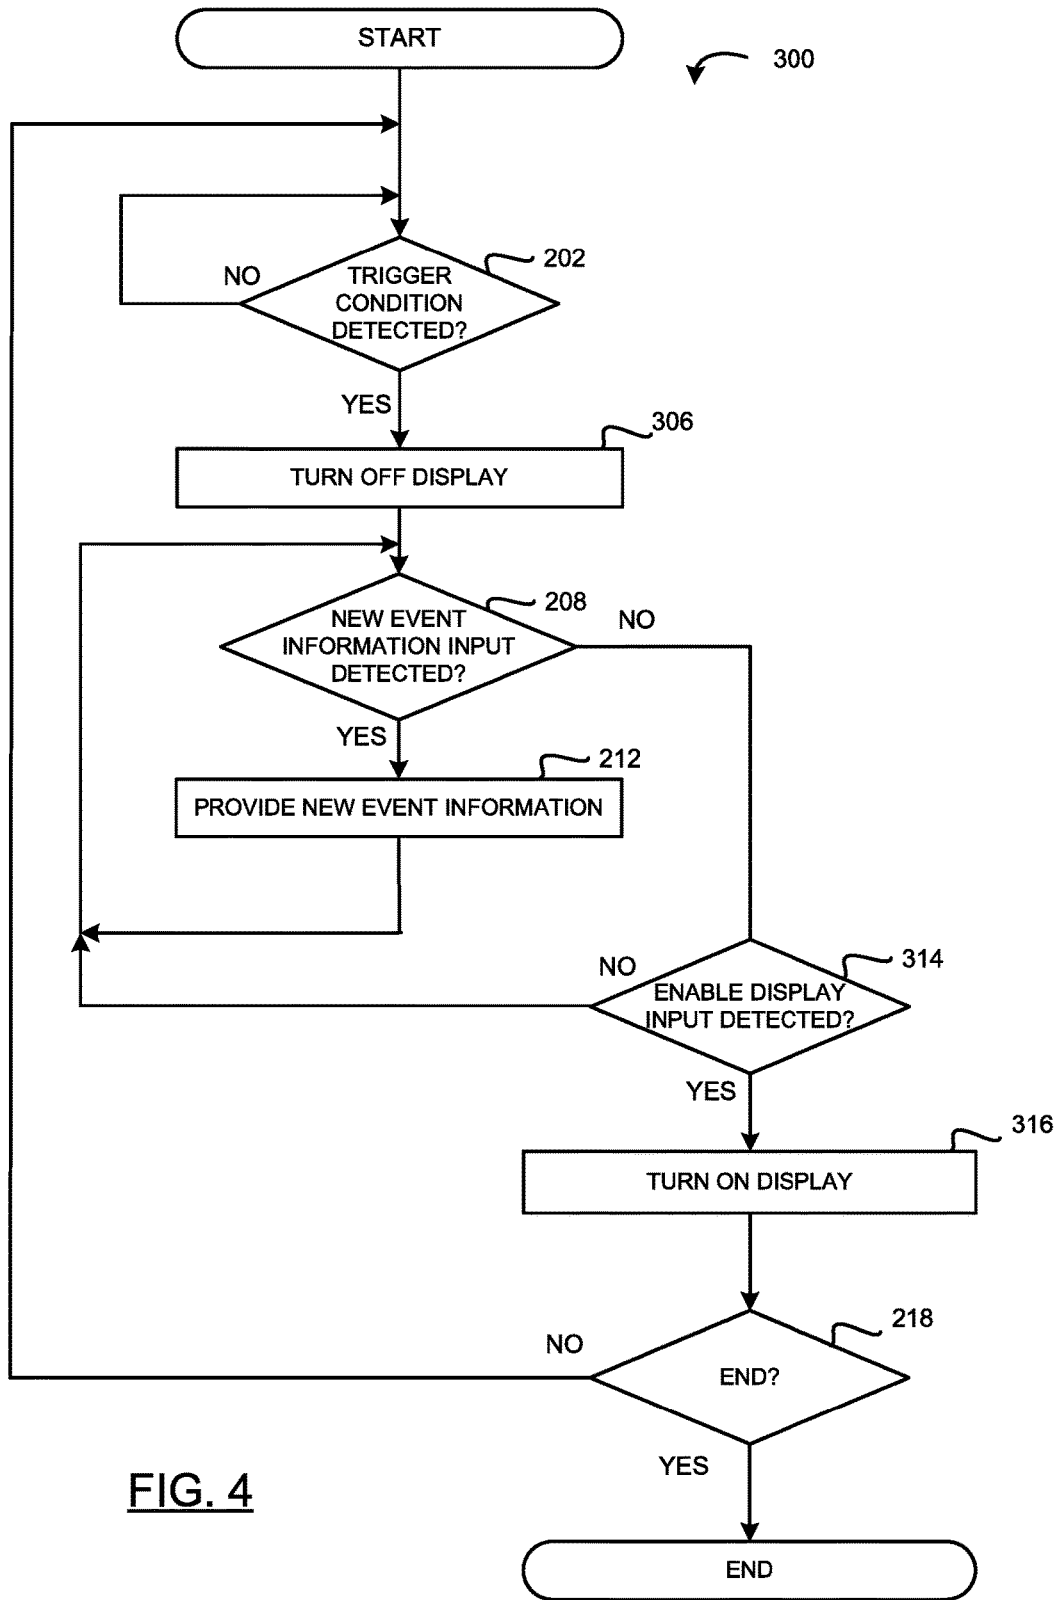 START
300
202
NO
TRIGGER
CONDITION
DETECTED?
YES
306
TURN OFF DISPLAY
208
NO
NEW EVENT
INFORMATION INPUT
DETECTED?
YES
212
PROVIDE NEW EVENT INFORMATION
314
NO
ENABLE DISPLAY
INPUT DETECTED?
YES
316
TURN ON DISPLAY
218
NO
END?
YES
FIG. 4
END